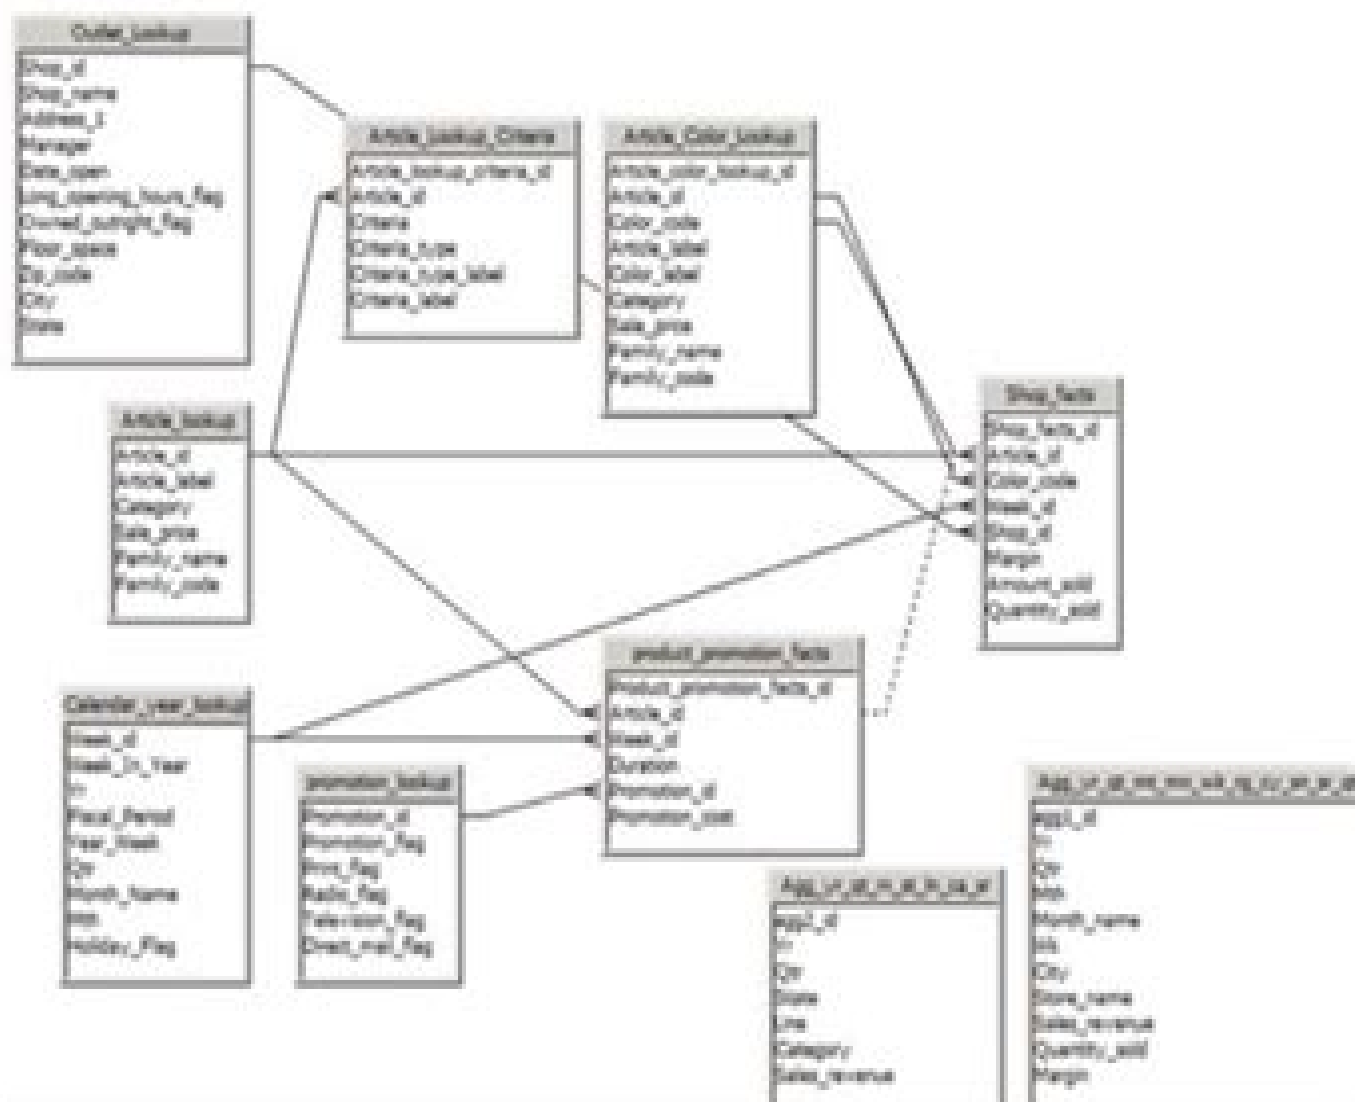 Outlet_Lookup
Shop_id
Shop_name
Address_1
Manager
Date_open
Long_opening_hours_flag
Owned_outright_flag
Floor_space
Zip_code
City
State
Article_Lookup_Criteria
Article_lookup_criteria_id
Article_id
Criteria
Criteria_type
Criteria_type_label
Criteria_label
Article_Color_Lookup
Article_color_lookup_id
Article_id
Color_code
Article_label
Color_label
Category
Sale_price
Family_name
Family_code
Shop_facts
Shop_facts_id
Article_id
Color_code
Week_id
Shop_id
Margin
Amount_sold
Quantity_sold
Article_lookup
Article_id
Article_label
Category
Sale_price
Family_name
Family_code
product_promotion_facts
Product_promotion_facts_id
Article_id
Week_id
Duration
Promotion_id
Promotion_cost
Calendar_year_lookup
Week_id
Week_In_Year
Yr
Fiscal_Period
Year_Week
Qtr
Month_Name
Mth
Holiday_Flag
promotion_lookup
Promotion_id
Promotion_flag
Print_flag
Radio_flag
Television_flag
Direct_mail_flag
Agg_yr_qt_rn_st_ln_ca_sr
agg2_id
Yr
Qtr
State
Line
Category
Sales_revenue
agg1_id
Yr
Qtr
Mth
Month_name
Wk
City
Store_name
Sales_revenue
Quantity_sold
Margin